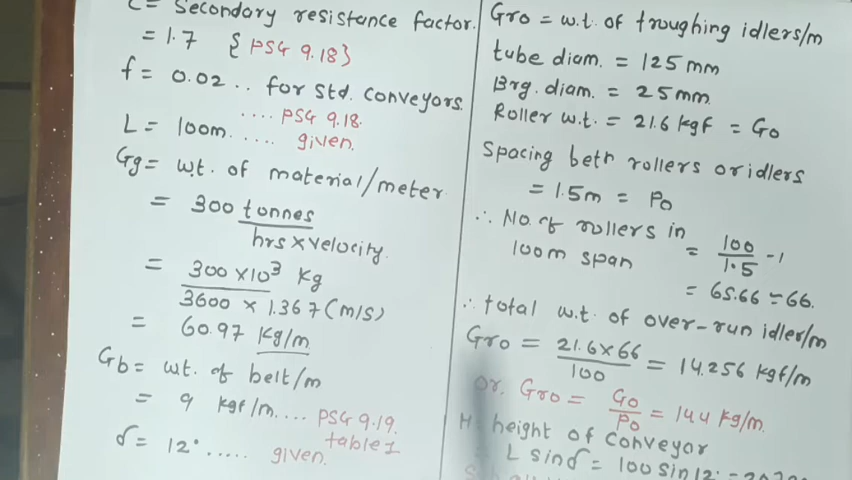 C = Secondary resistance factor.
= 1.7 {PSG 9.18}
f = 0.02 .. for std. conveyors
.... PSG 9.18.
L = 100m. .... given.
Gg = wt. of material/meter
= 300 tonnes
hrs x velocity
= 300 x 10³ kg
3600 x 1.367 (m/s)
= 60.97 kg/m
Gb = wt. of belt/m
= 9 kgf/m.... PSG 9.19.
table 1
σ = 12° ..... given.
Gro = w.t. of troughing idlers/m
tube diam. = 125 mm
Brg. diam. = 25 mm
Roller w.t. = 21.6 kgf = Go
Spacing betn rollers or idlers
= 1.5m = Po
∴ No. of rollers in
100m span = 100/1.5 - 1
= 65.66 ≃ 66.
∴ total w.t. of over-run idler/m
Gro = 21.6 x 66/100 = 14.256 kgf/m
or. Gro = Go/Po = 14.4 kg/m.
H = height of conveyor
= L sinσ = 100 sin 12° =